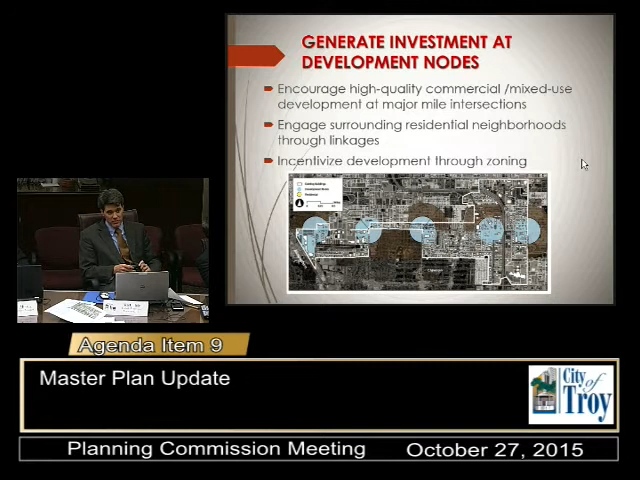 GENERATE INVESTMENT AT
DEVELOPMENT NODES
Encourage high-quality commercial /mixed-use
development at major mile intersections
Engage surrounding residential neighborhoods
through linkages
Incentivize development through zoning
Agenda Item 9
Master Plan Update
City
of
Troy
Planning Commission Meeting
October 27, 2015